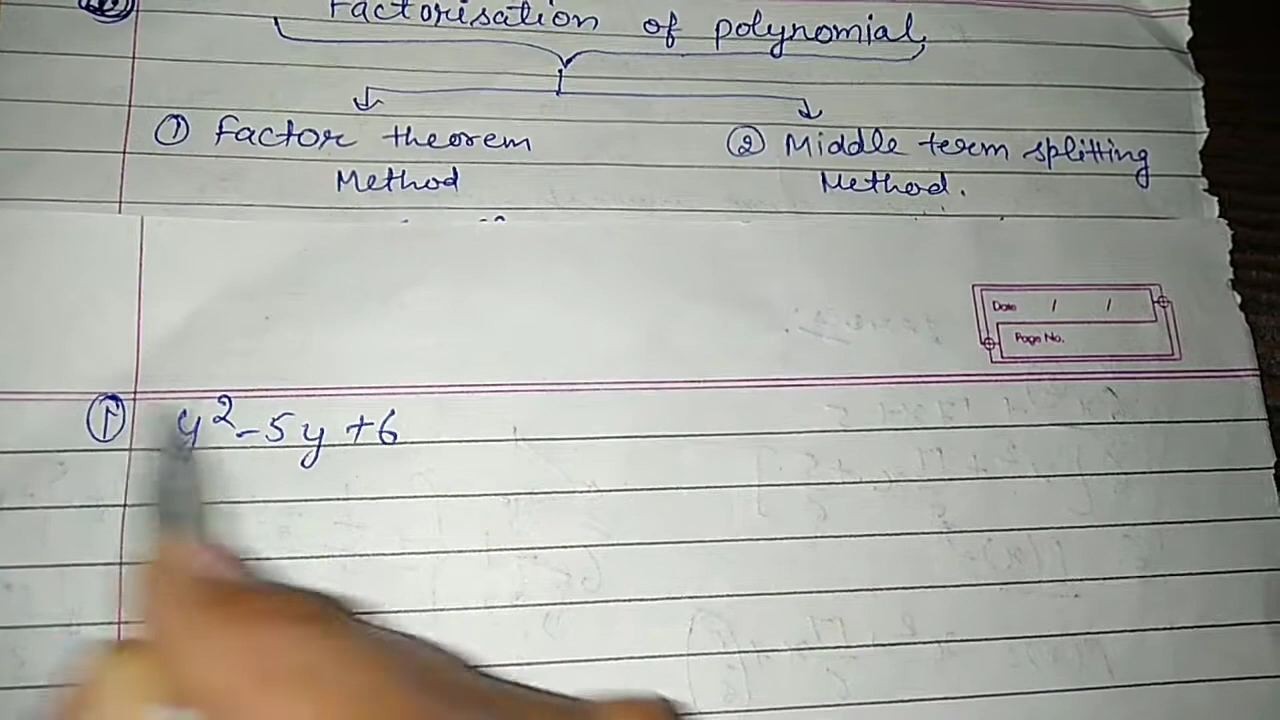 Factorisation of polynomial,
① factor theorem
Method
② Middle term splitting
Method.
Date / /
Page No.
① y²-5y+6